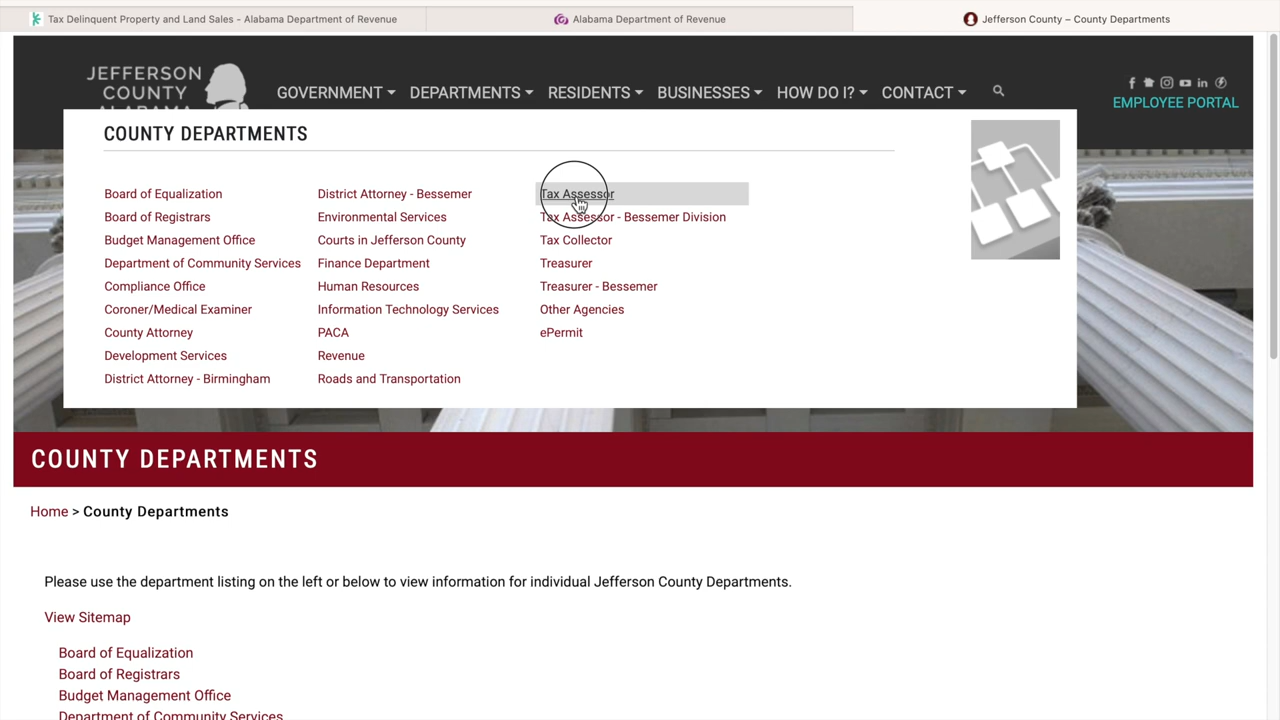 Tax Delinquent Property and Land Sales - Alabama Department of Revenue
Alabama Department of Revenue
Jefferson County – County Departments
JEFFERSON
COUNTY
ALABAMA
GOVERNMENT
DEPARTMENTS
RESIDENTS
BUSINESSES
HOW DO I?
CONTACT
EMPLOYEE PORTAL
COUNTY DEPARTMENTS
Board of Equalization
Board of Registrars
Budget Management Office
Department of Community Services
Compliance Office
Coroner/Medical Examiner
County Attorney
Development Services
District Attorney - Birmingham
District Attorney - Bessemer
Environmental Services
Courts in Jefferson County
Finance Department
Human Resources
Information Technology Services
PACA
Revenue
Roads and Transportation
Tax Assessor
Tax Assessor - Bessemer Division
Tax Collector
Treasurer
Treasurer - Bessemer
Other Agencies
ePermit
COUNTY DEPARTMENTS
Home > County Departments
Please use the department listing on the left or below to view information for individual Jefferson County Departments.
View Sitemap
Board of Equalization
Board of Registrars
Budget Management Office
Department of Community Services